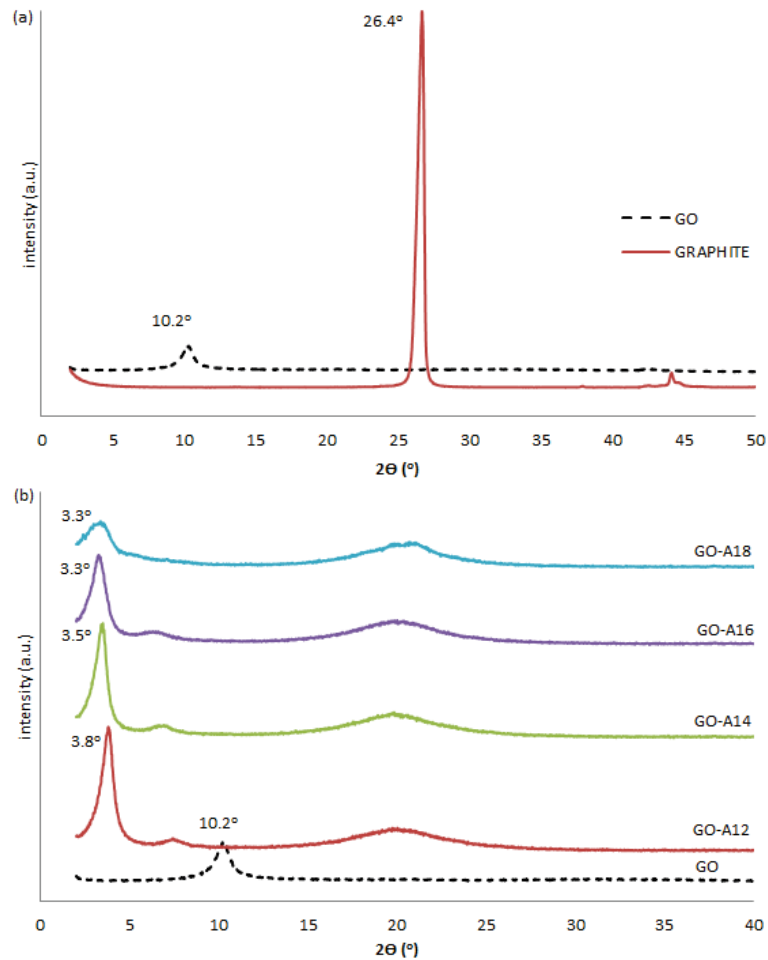 (a)
26.4°
intensity (a.u.)
GO
GRAPHITE
10.2°
0 5 10 15 20 25 30 35 40 45 50
2Θ (°)
(b)
3.3°
GO-A18
3.3°
GO-A16
3.5°
intensity (a.u.)
GO-A14
3.8°
10.2°
GO-A12
GO
0 5 10 15 20 25 30 35 40
2Θ (°)